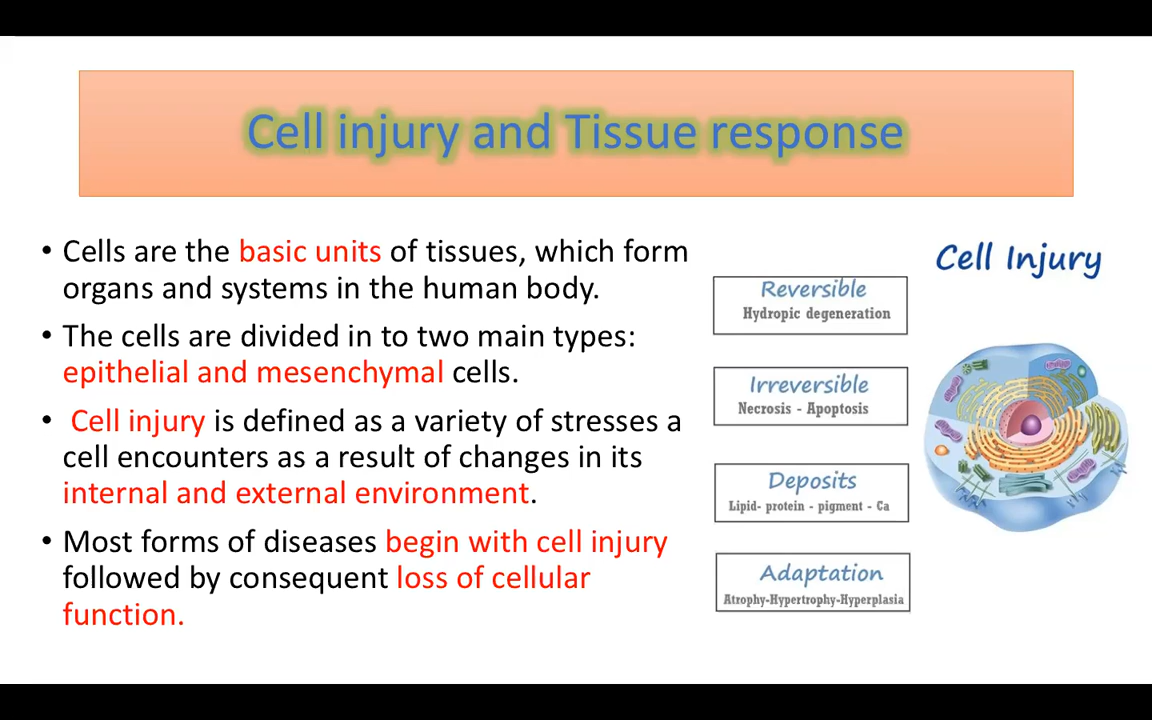 Cell injury and Tissue response
• Cells are the basic units of tissues, which form
organs and systems in the human body.
• The cells are divided in to two main types:
epithelial and mesenchymal cells.
• Cell injury is defined as a variety of stresses a
cell encounters as a result of changes in its
internal and external environment.
• Most forms of diseases begin with cell injury
followed by consequent loss of cellular
function.
Cell Injury
Reversible
Hydropic degeneration
Irreversible
Necrosis - Apoptosis
Deposits
Lipid- protein - pigment - Ca
Adaptation
Atrophy-Hypertrophy-Hyperplasia